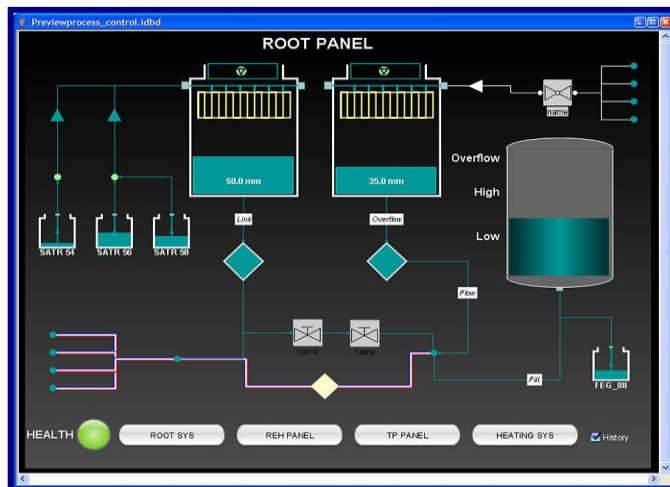 Previewprocess_control.idbd
ROOT PANEL
name
Overflow
High
Low
50.0 mm
35.0 mm
Link
Overflow
SATR 54
SATR 56
SATR 58
Flow
name
name
Fill
FEG_88
HEALTH
ROOT SYS
REH PANEL
TP PANEL
HEATING SYS
History